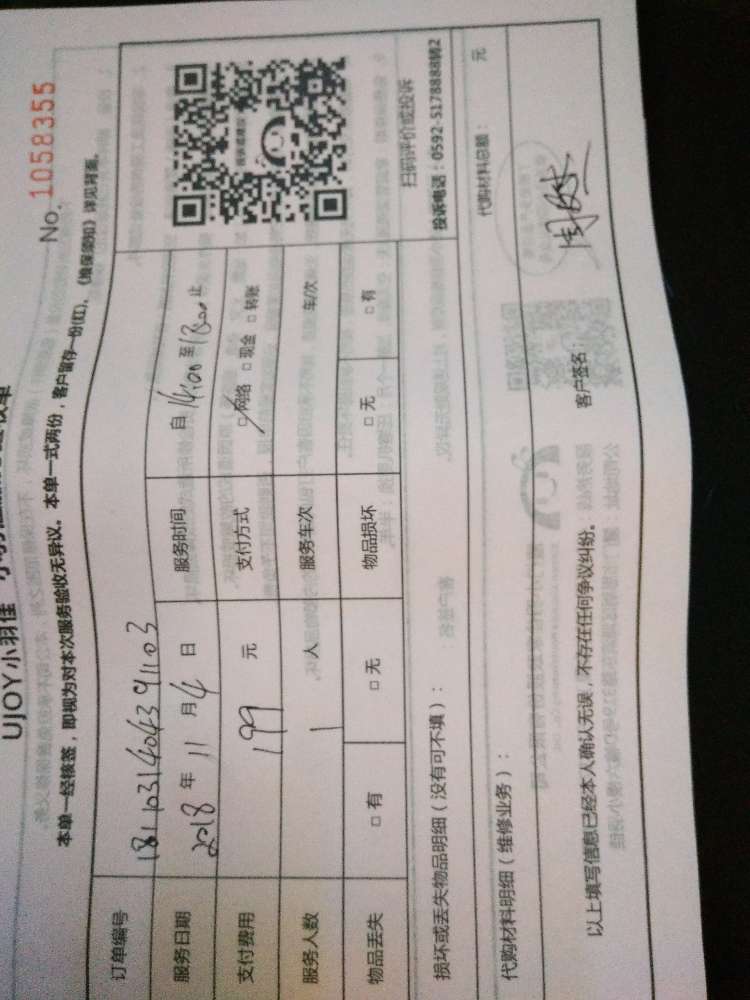 UJOY小羽佳
No. 1058355
本单一经核签，即视为对本次服务验收无异议。本单一式两份，客户留存一份(红)，《维保须知》详见背面。
订单编号 181103140439103
服务日期 2018 年 11 月 4 日 服务时间 自 14:00 至 18:00 止
支付费用 199 元 支付方式 □网络 □现金 □转账
服务人数 1 人 服务车次 车/次
物品丢失 □有 □无 物品损坏 □无 □有
扫码评价或投诉
投诉电话：0592-5178888转2
损坏或丢失物品明细（没有可不填）：
代购材料明细（维修业务）： 代购材料总额： 元
以上填写信息已经本人确认无误，不存在任何争议纠纷。 客户签名：